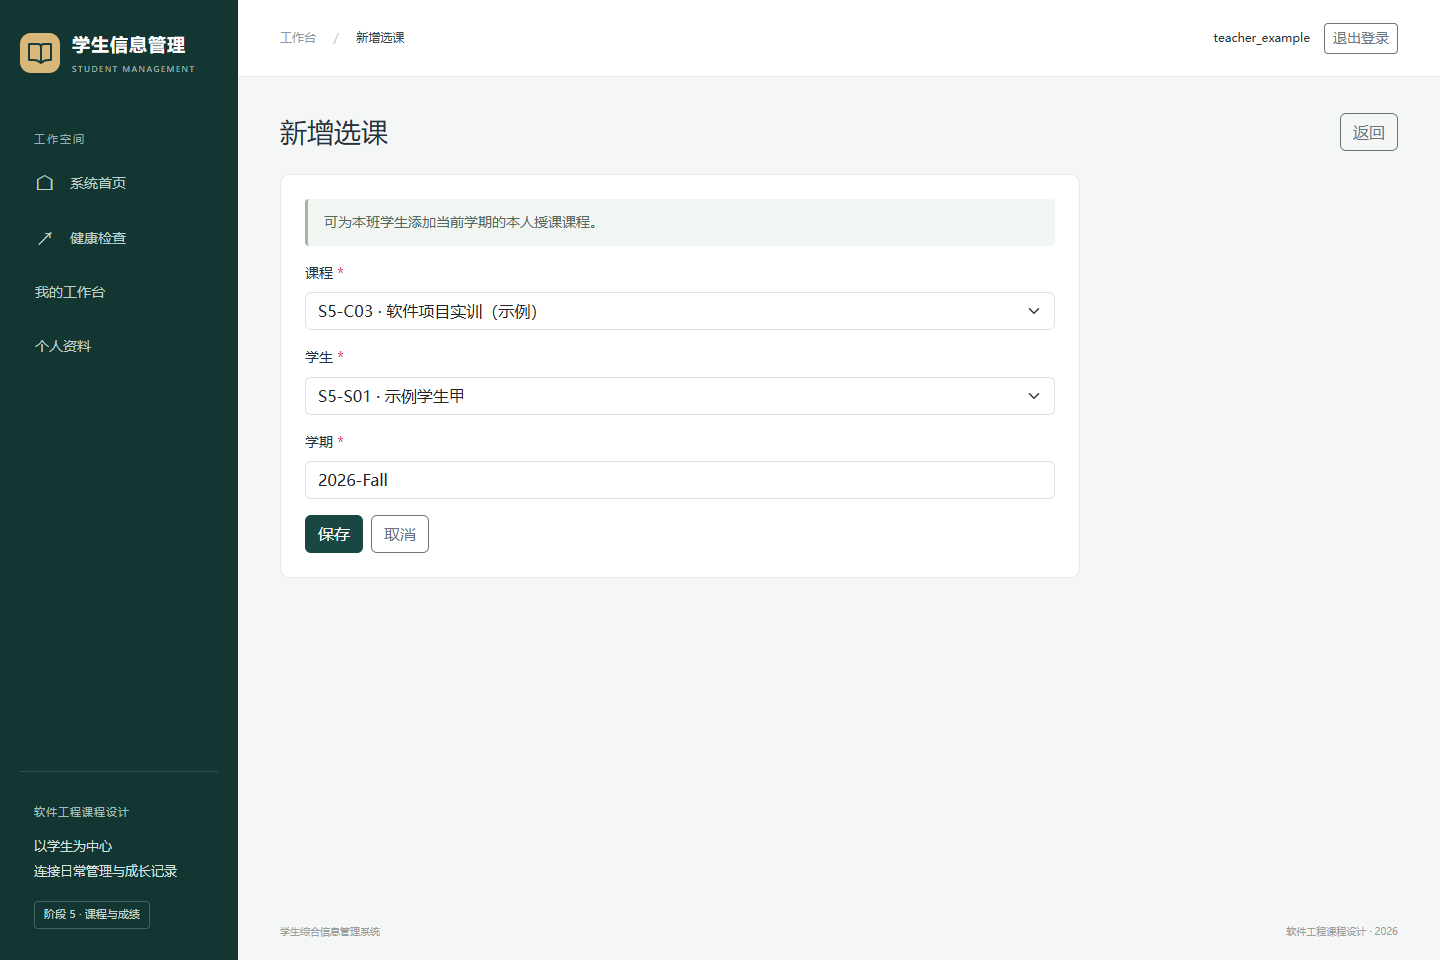 学生信息管理
STUDENT MANAGEMENT
工作空间
系统首页
健康检查
我的工作台
个人资料
软件工程课程设计
以学生为中心
连接日常管理与成长记录
阶段 5 · 课程与成绩
工作台 / 新增选课
teacher_example
退出登录
新增选课
返回
可为本班学生添加当前学期的本人授课课程。
课程 *
S5-C03 · 软件项目实训（示例）
学生 *
S5-S01 · 示例学生甲
学期 *
2026-Fall
保存
取消
学生综合信息管理系统
软件工程课程设计 · 2026